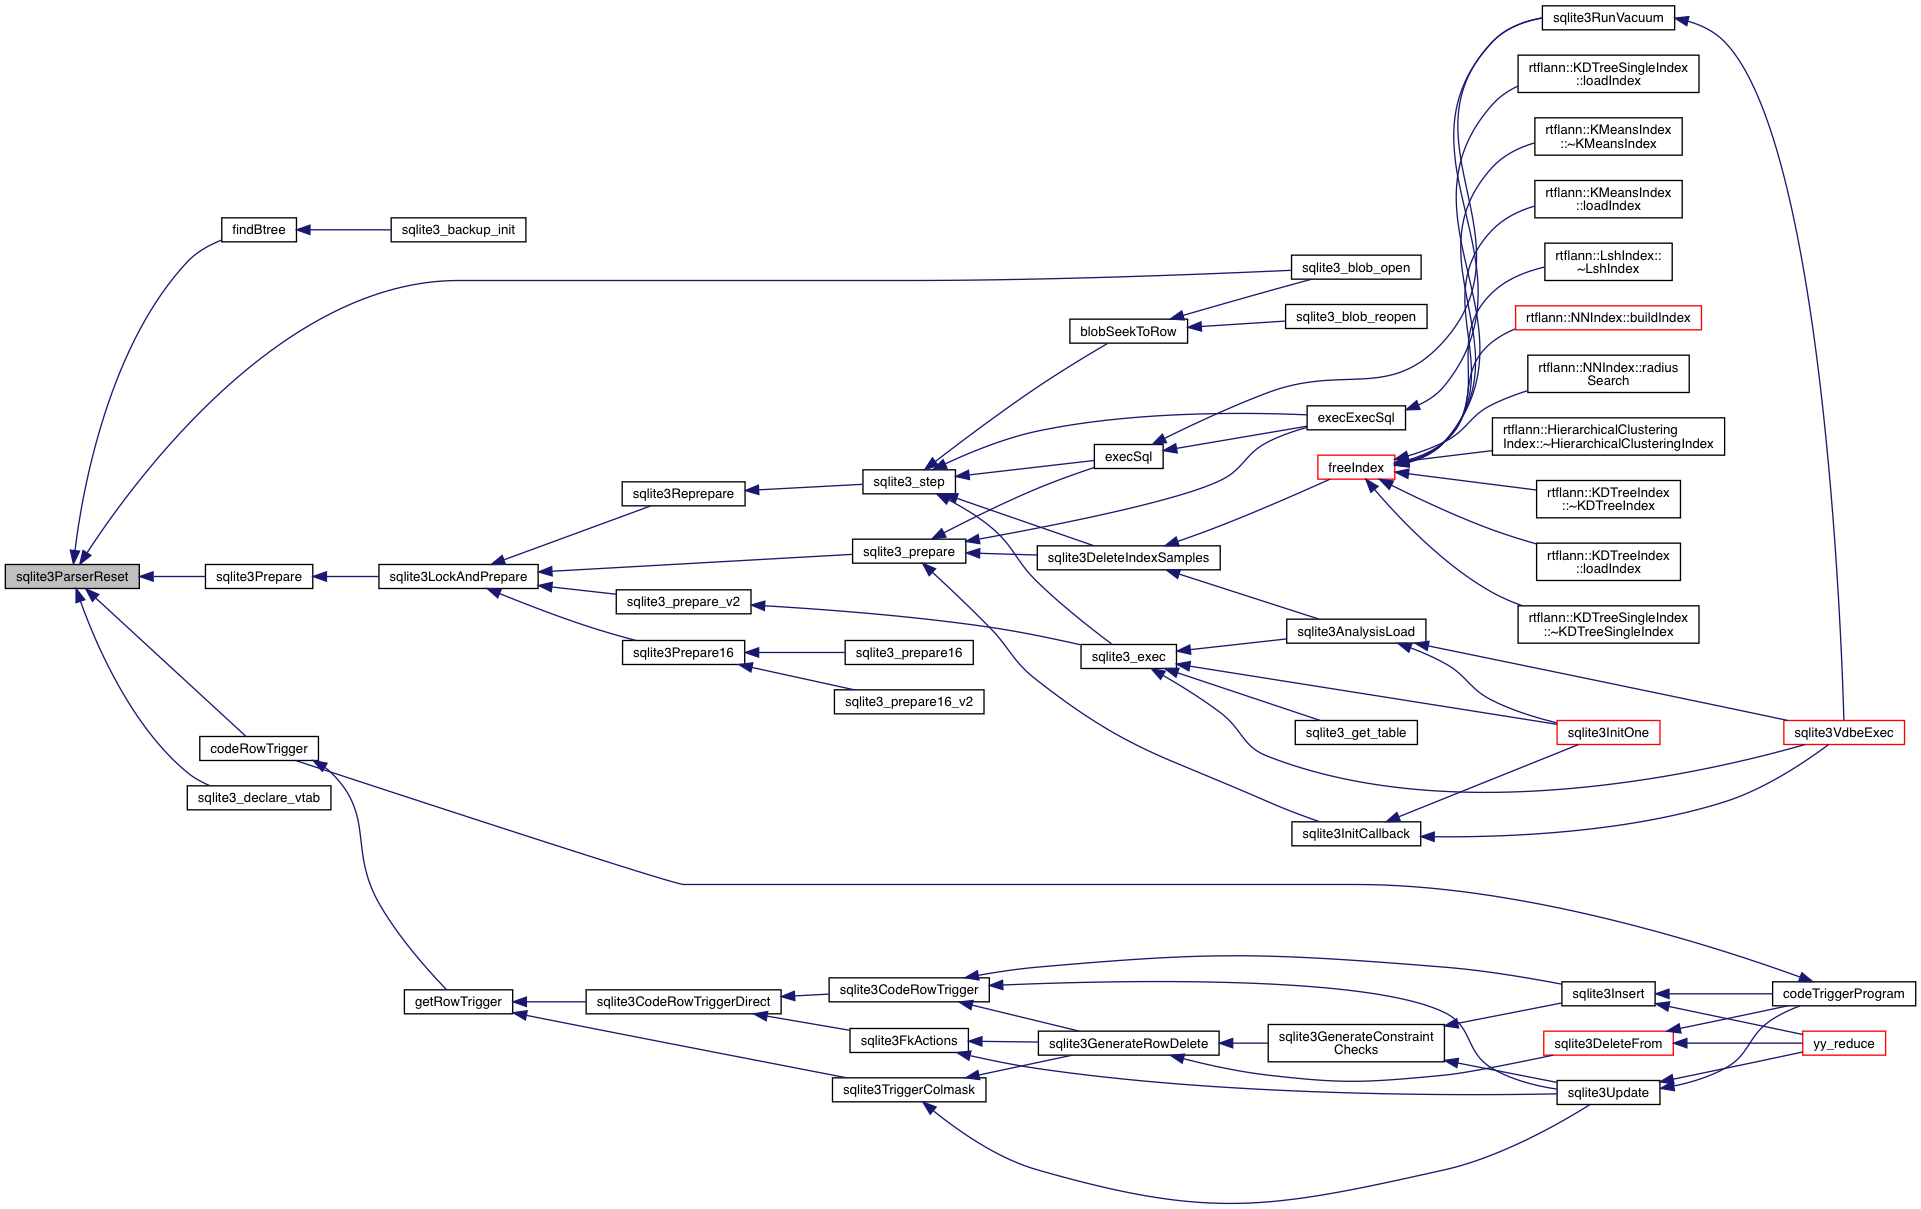 sqlite3RunVacuum
rtflann::KDTreeSingleIndex
::loadIndex
rtflann::KMeansIndex
::~KMeansIndex
rtflann::KMeansIndex
::loadIndex
findBtree
sqlite3_backup_init
rtflann::LshIndex::
~LshIndex
sqlite3_blob_open
rtflann::NNIndex::buildIndex
sqlite3_blob_reopen
blobSeekToRow
rtflann::NNIndex::radius
Search
execExecSql
rtflann::HierarchicalClustering
Index::~HierarchicalClusteringIndex
execSql
freeIndex
sqlite3_step
sqlite3Reprepare
rtflann::KDTreeIndex
::~KDTreeIndex
sqlite3_prepare
sqlite3DeleteIndexSamples
rtflann::KDTreeIndex
::loadIndex
sqlite3ParserReset
sqlite3Prepare
sqlite3LockAndPrepare
sqlite3_prepare_v2
rtflann::KDTreeSingleIndex
::~KDTreeSingleIndex
sqlite3AnalysisLoad
sqlite3Prepare16
sqlite3_prepare16
sqlite3_exec
sqlite3_prepare16_v2
sqlite3_get_table
sqlite3InitOne
sqlite3VdbeExec
codeRowTrigger
sqlite3_declare_vtab
sqlite3InitCallback
getRowTrigger
sqlite3CodeRowTriggerDirect
sqlite3CodeRowTrigger
sqlite3Insert
codeTriggerProgram
sqlite3FkActions
sqlite3GenerateRowDelete
sqlite3GenerateConstraint
Checks
sqlite3DeleteFrom
yy_reduce
sqlite3TriggerColmask
sqlite3Update